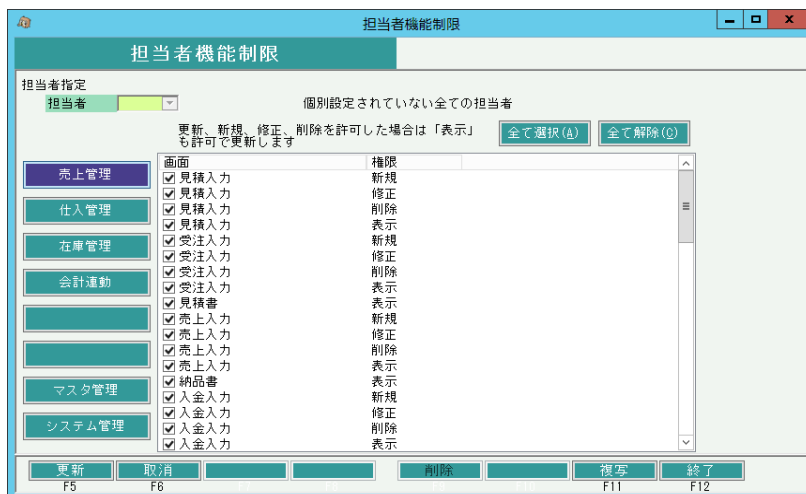 担当者機能制限
担当者機能制限
担当者指定
担当者
個別設定されていない全ての担当者
更新、新規、修正、削除を許可した場合は「表示」
も許可で更新します
全て選択(A)
全て解除(C)
売上管理
仕入管理
在庫管理
会計連動
マスタ管理
システム管理
画面 権限
見積入力 新規
見積入力 修正
見積入力 削除
見積入力 表示
受注入力 新規
受注入力 修正
受注入力 削除
受注入力 表示
見積書 表示
売上入力 新規
売上入力 修正
売上入力 削除
売上入力 表示
納品書 表示
入金入力 新規
入金入力 修正
入金入力 削除
入金入力 表示
更新 取消 削除 複写 終了
F5 F6 F7 F8 F9 F10 F11 F12